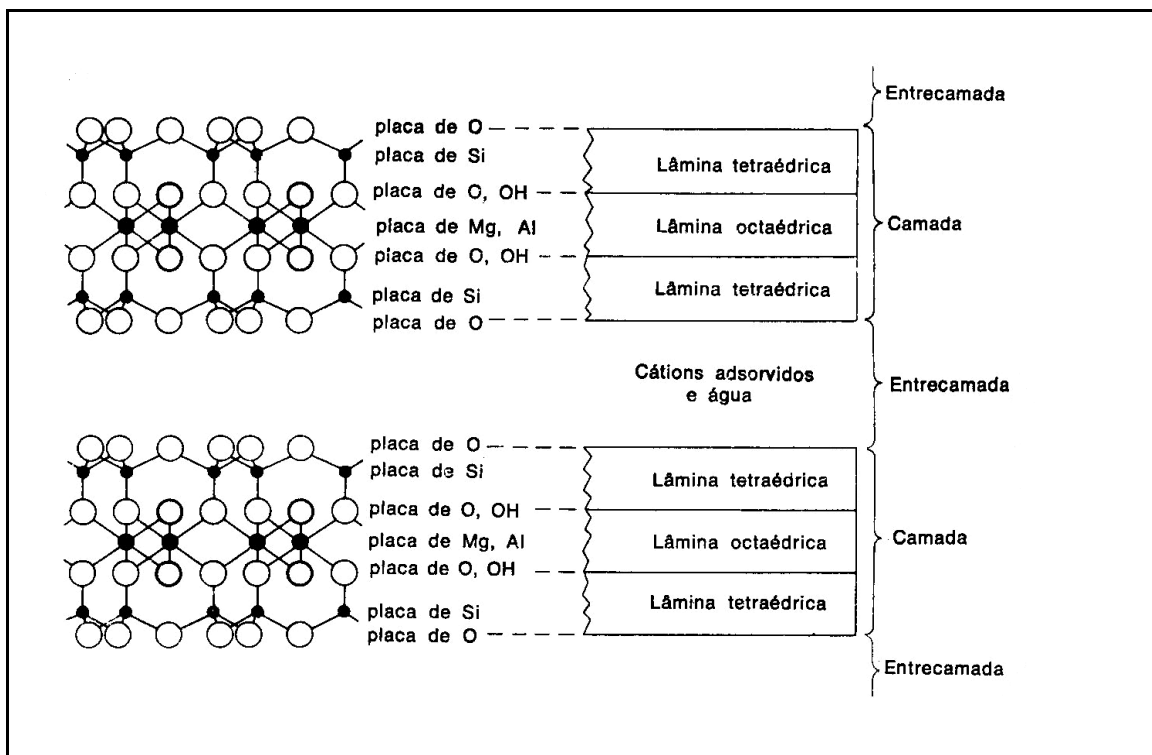 Entrecamada
placa de O
placa de Si
Lâmina tetraédrica
placa de O, OH
placa de Mg, Al
Lâmina octaédrica
Camada
placa de O, OH
placa de Si
Lâmina tetraédrica
placa de O
Cátions adsorvidos
e água
Entrecamada
placa de O
placa de Si
Lâmina tetraédrica
placa de O, OH
placa de Mg, Al
Lâmina octaédrica
Camada
placa de O, OH
placa de Si
Lâmina tetraédrica
placa de O
Entrecamada